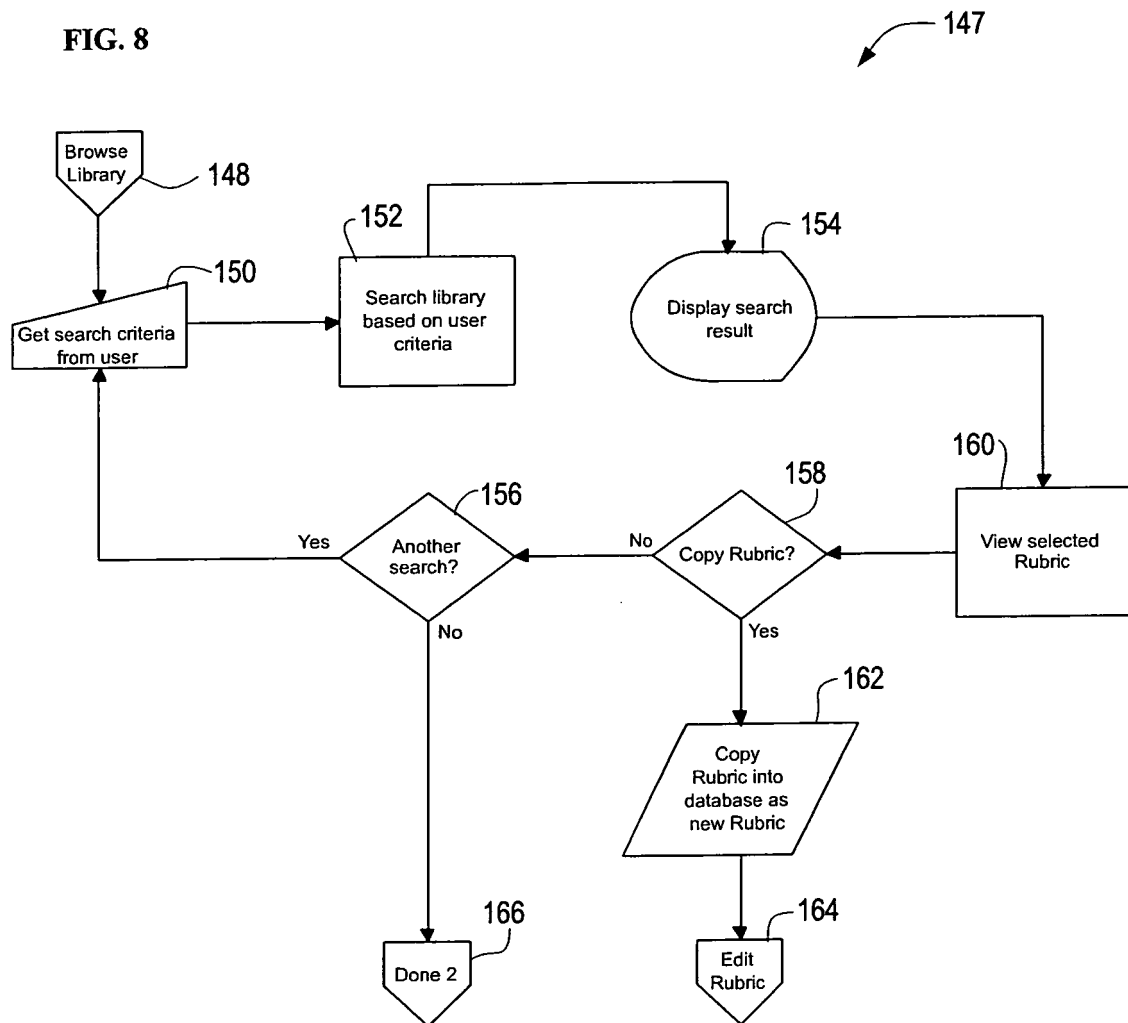 FIG. 8
147
Browse
Library
148
150
Get search criteria
from user
152
Search library
based on user
criteria
154
Display search
result
160
View selected
Rubric
158
Copy Rubric?
No
Yes
156
Another
search?
Yes
No
162
Copy
Rubric into
database as
new Rubric
164
Edit
Rubric
166
Done 2